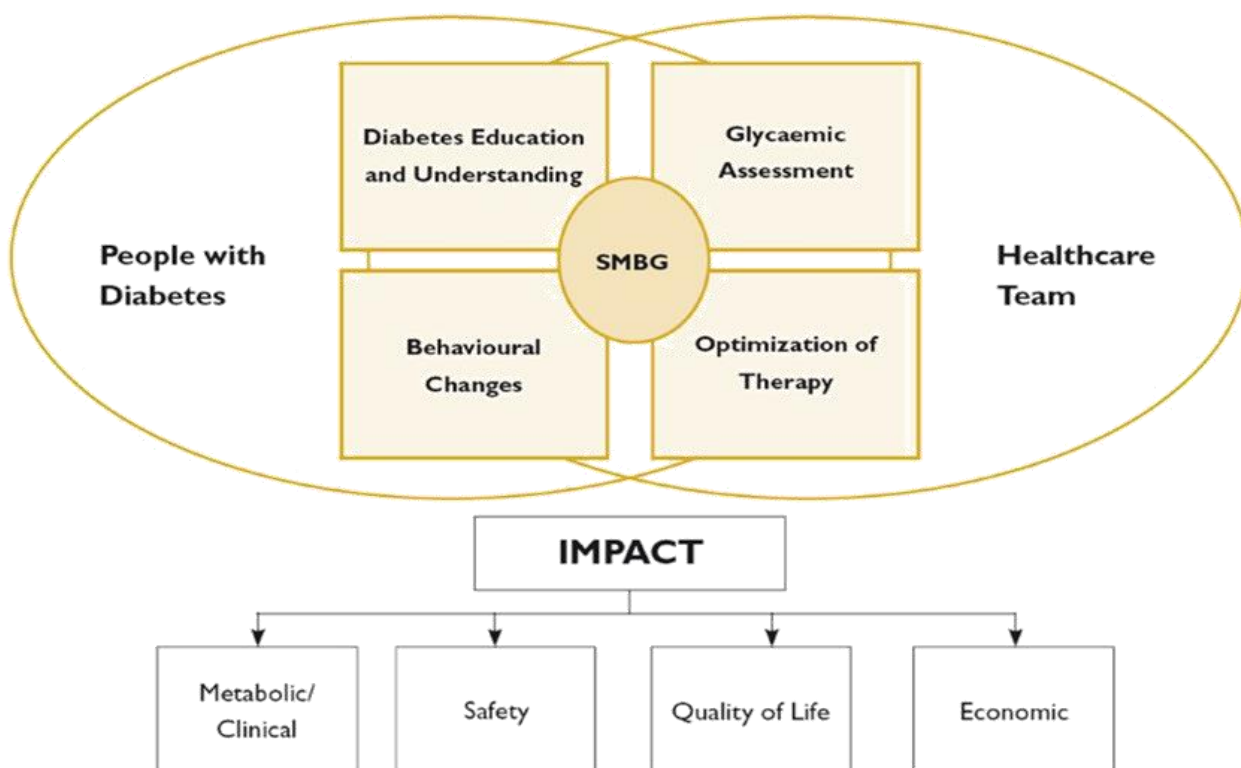 Diabetes Education
and Understanding
Glycaemic
Assessment
People with
Diabetes
SMBG
Healthcare
Team
Behavioural
Changes
Optimization of
Therapy
IMPACT
Metabolic/
Clinical
Safety
Quality of Life
Economic